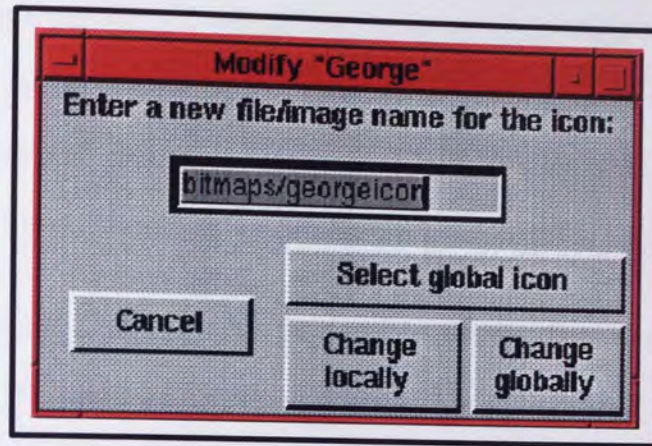 Modify "George"
Enter a new file/image name for the icon:
bitmaps/georgeicon
Select global icon
Cancel
Change
locally
Change
globally